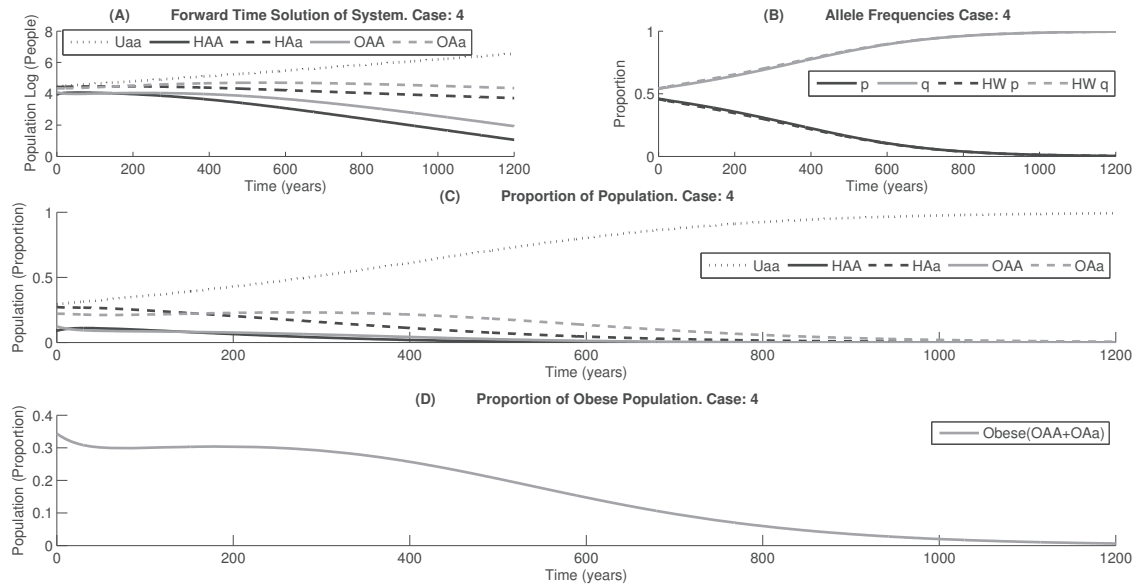 (A) Forward Time Solution of System. Case: 4
Population Log (People)
8
6
4
2
0
Uaa HAA HAa OAA OAa
0 200 400 600 800 1000 1200
Time (years)
(B) Allele Frequencies Case: 4
Proportion
1
0.5
0
p q HW p HW q
0 200 400 600 800 1000 1200
Time (years)
(C) Proportion of Population. Case: 4
Population (Proportion)
1
0.5
0
Uaa HAA HAa OAA OAa
0 200 400 600 800 1000 1200
Time (years)
(D) Proportion of Obese Population. Case: 4
Population (Proportion)
0.4
0.3
0.2
0.1
0
Obese(OAA+OAa)
0 200 400 600 800 1000 1200
Time (years)